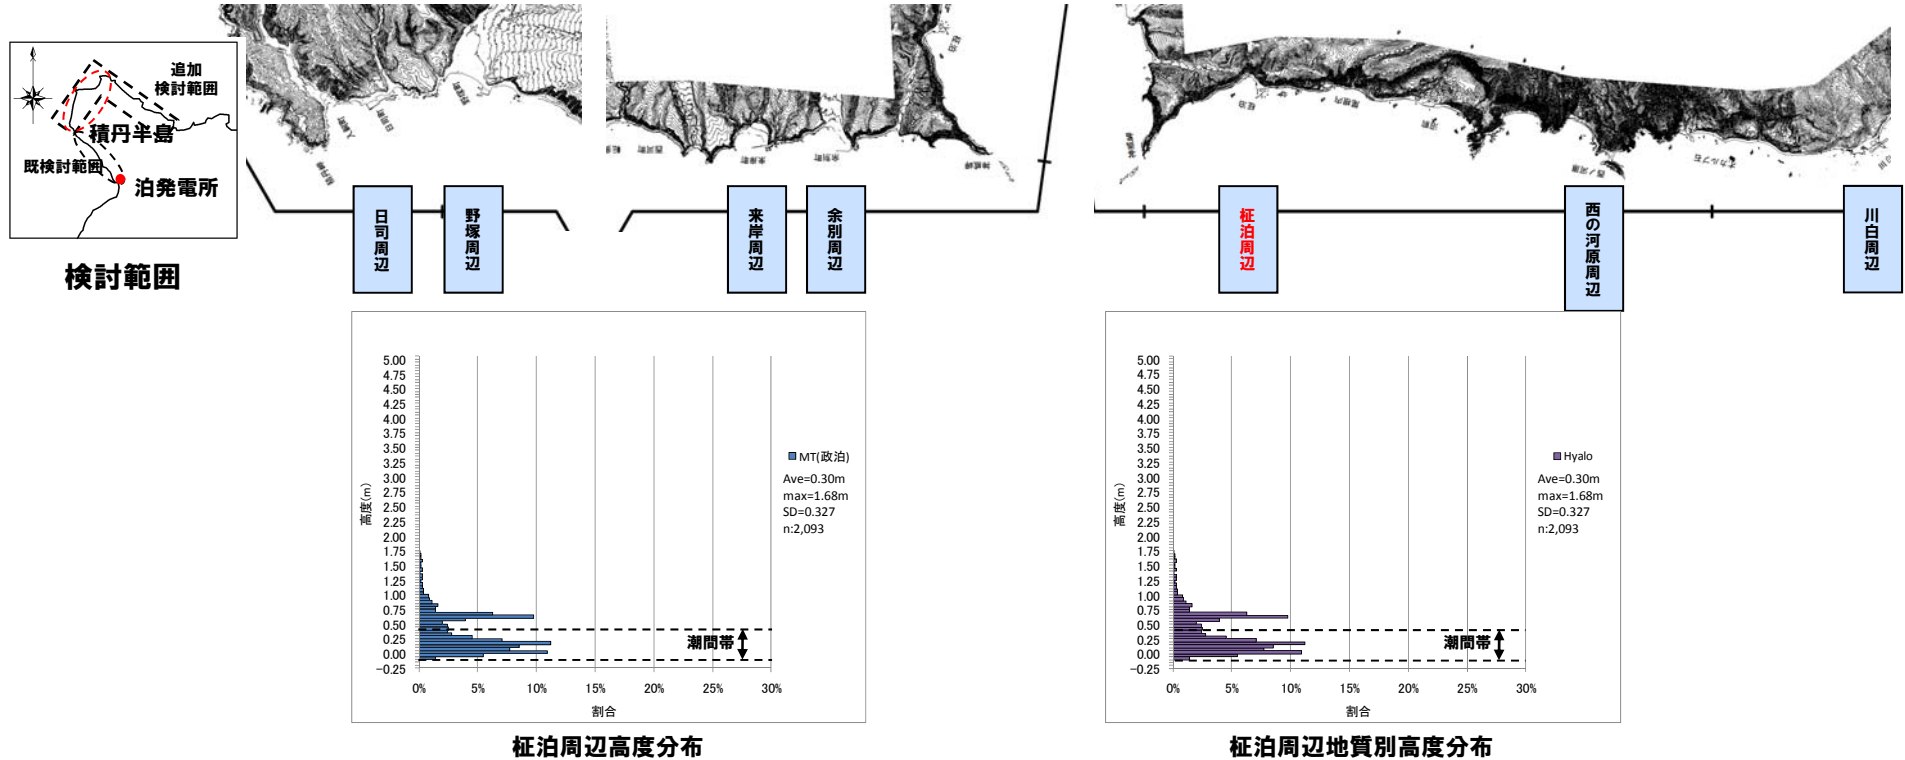 追加
検討範囲
積丹半島
既検討範囲
泊発電所
検討範囲
日司周辺
野塚周辺
来岸周辺
余別周辺
柾泊周辺
西の河原周辺
川白周辺
5.00
4.75
4.50
4.25
4.00
3.75
3.50
3.25
3.00
2.75
2.50
2.25
2.00
1.75
1.50
1.25
1.00
0.75
0.50
0.25
0.00
-0.25
高度(m)
0% 5% 10% 15% 20% 25% 30%
割合
MT(政泊)
Ave=0.30m
max=1.68m
SD=0.327
n:2,093
潮間帯
柾泊周辺高度分布
5.00
4.75
4.50
4.25
4.00
3.75
3.50
3.25
3.00
2.75
2.50
2.25
2.00
1.75
1.50
1.25
1.00
0.75
0.50
0.25
0.00
-0.25
高度(m)
0% 5% 10% 15% 20% 25% 30%
割合
Hyalo
Ave=0.30m
max=1.68m
SD=0.327
n:2,093
潮間帯
柾泊周辺地質別高度分布